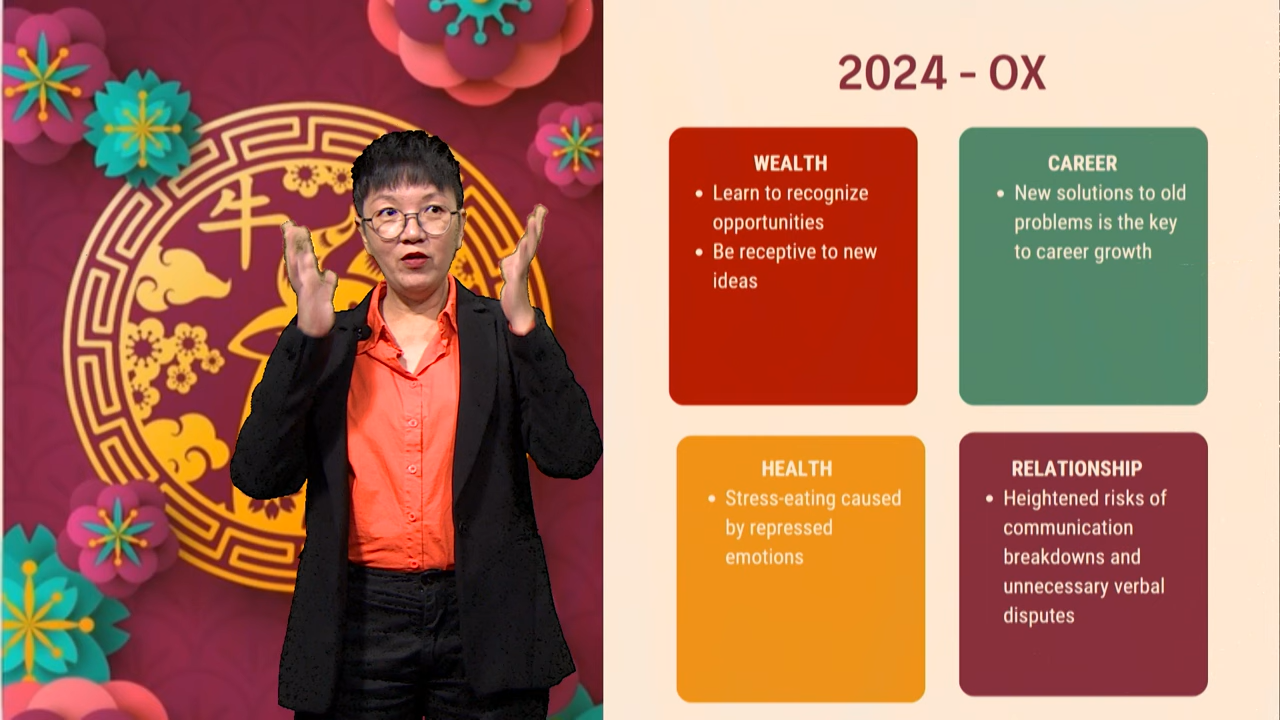 牛
2024 - OX
WEALTH
• Learn to recognize
opportunities
• Be receptive to new
ideas
CAREER
• New solutions to old
problems is the key
to career growth
HEALTH
• Stress-eating caused
by repressed
emotions
RELATIONSHIP
• Heightened risks of
communication
breakdowns and
unnecessary verbal
disputes